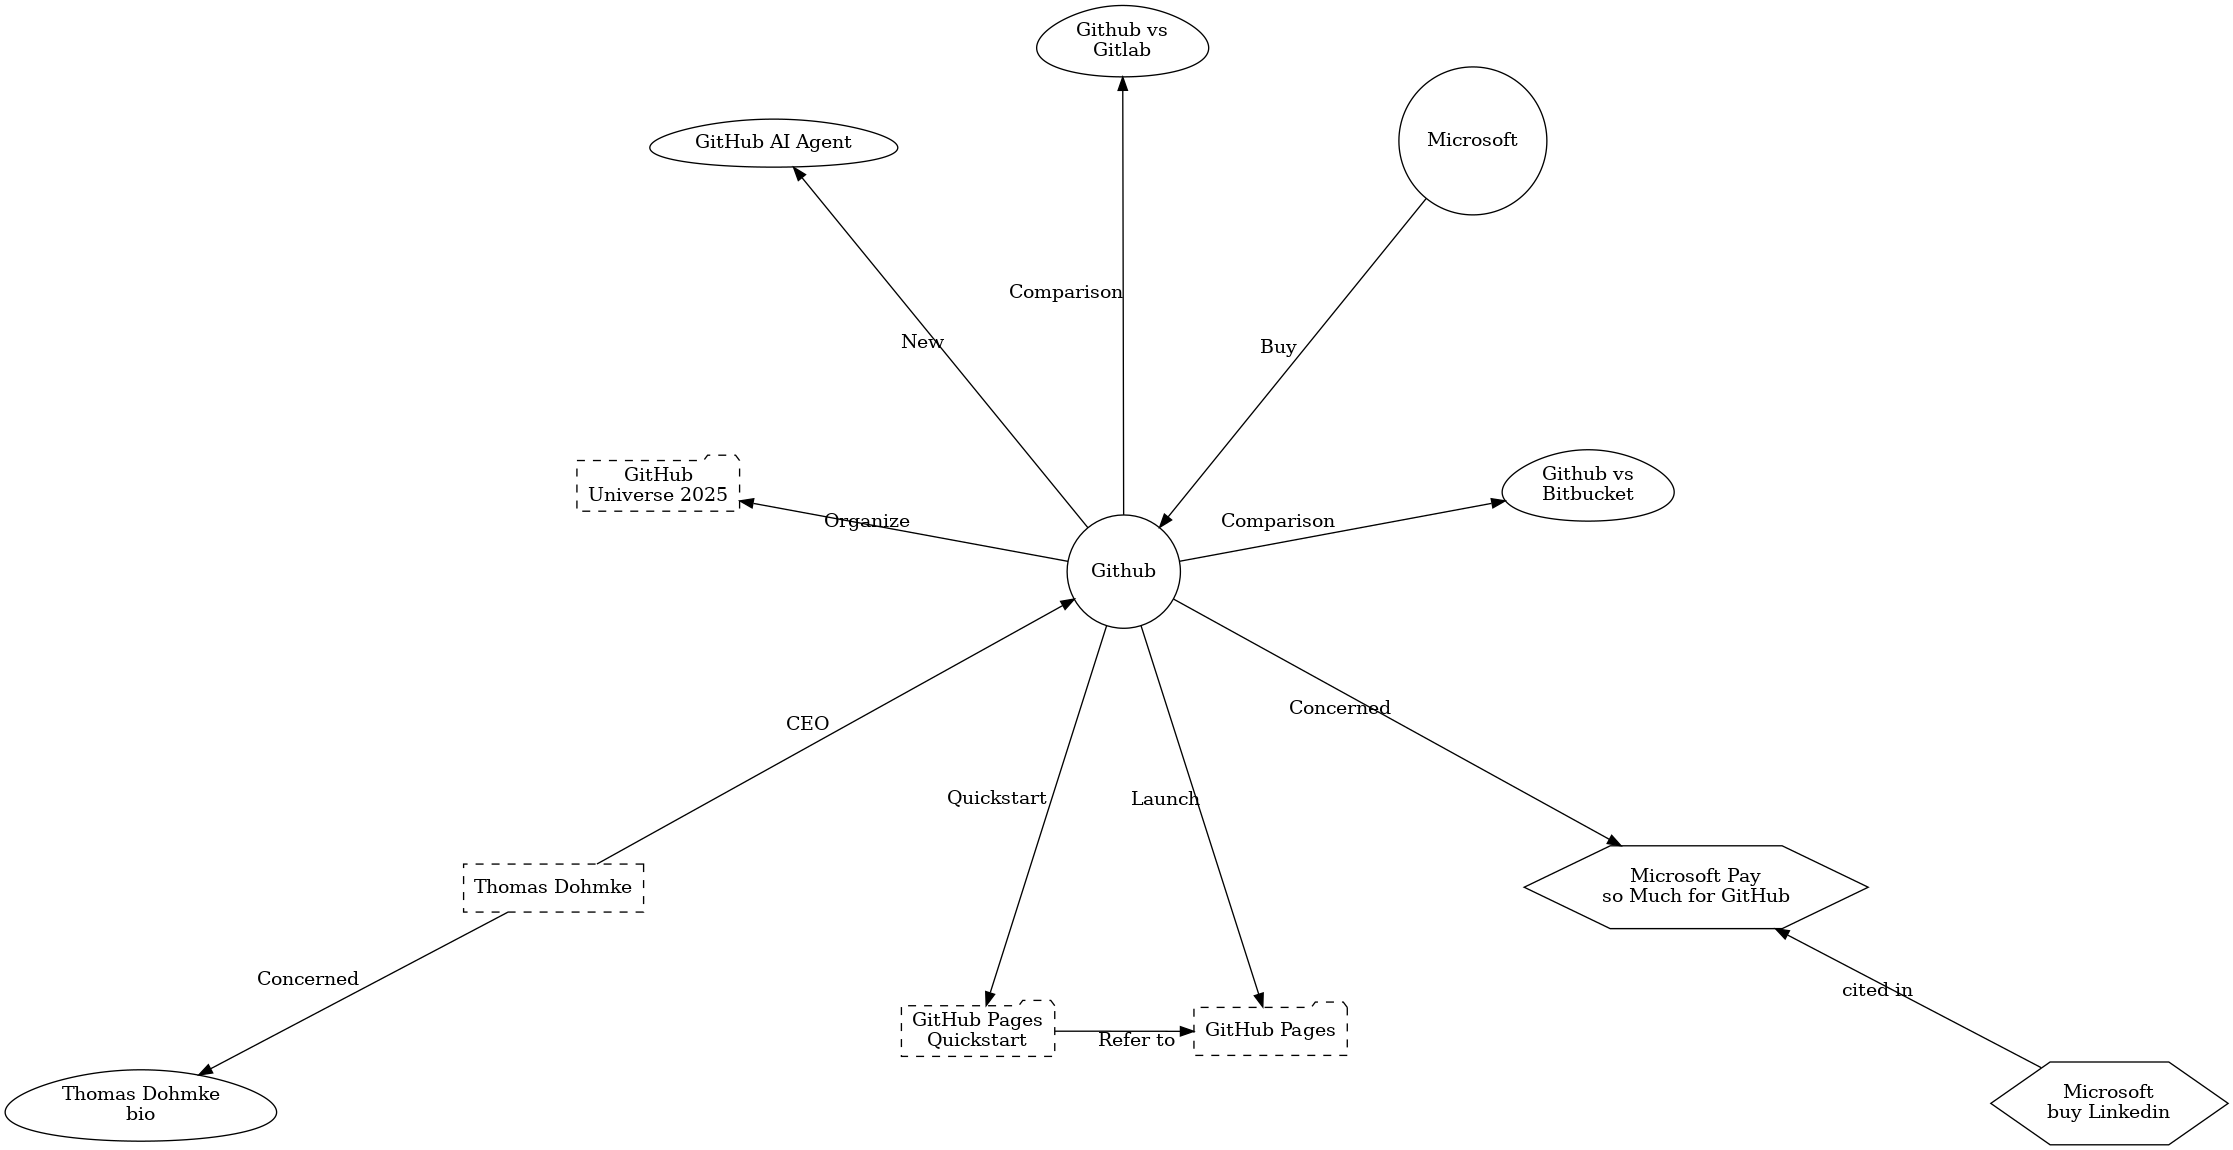 Github vs
Gitlab
GitHub AI Agent
Microsoft
Comparison
New
Buy
GitHub
Universe 2025
Github vs
Bitbucket
Organize
Comparison
Github
CEO
Concerned
Quickstart
Launch
Thomas Dohmke
Microsoft Pay
so Much for GitHub
Concerned
cited in
GitHub Pages
Quickstart
Refer to
GitHub Pages
Thomas Dohmke
bio
Microsoft
buy Linkedin